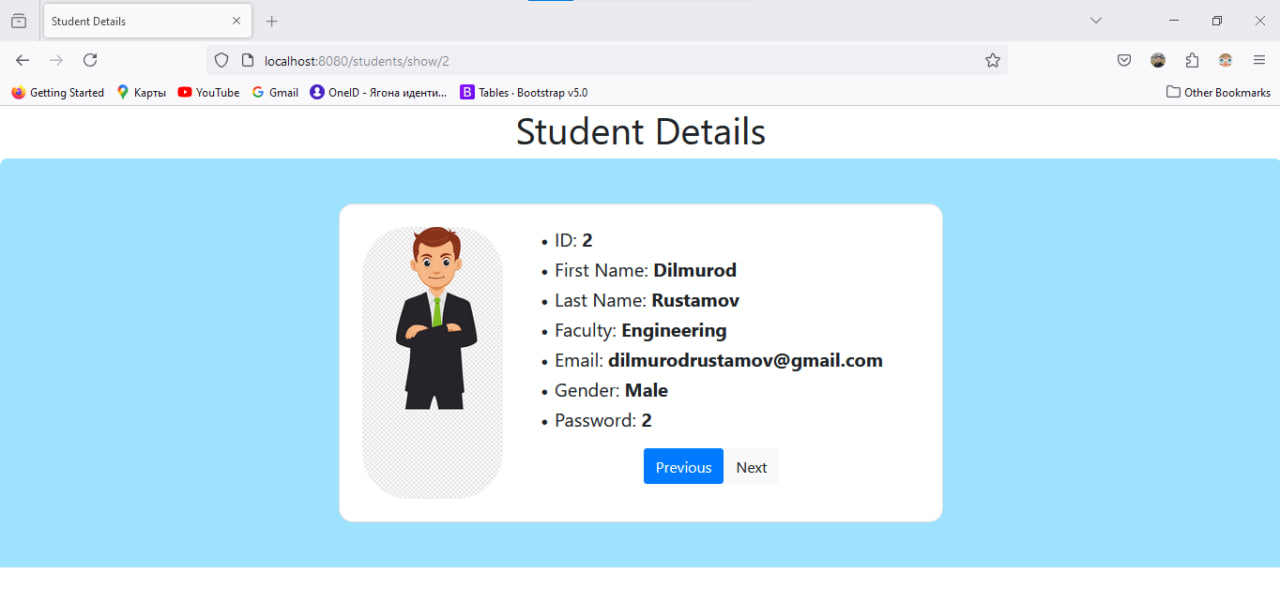 Student Details
localhost:8080/students/show/2
Getting Started Карты YouTube Gmail OneID - Ягона иденти... Tables · Bootstrap v5.0 Other Bookmarks
Student Details
• ID: 2
• First Name: Dilmurod
• Last Name: Rustamov
• Faculty: Engineering
• Email: dilmurodrustamov@gmail.com
• Gender: Male
• Password: 2
Previous Next